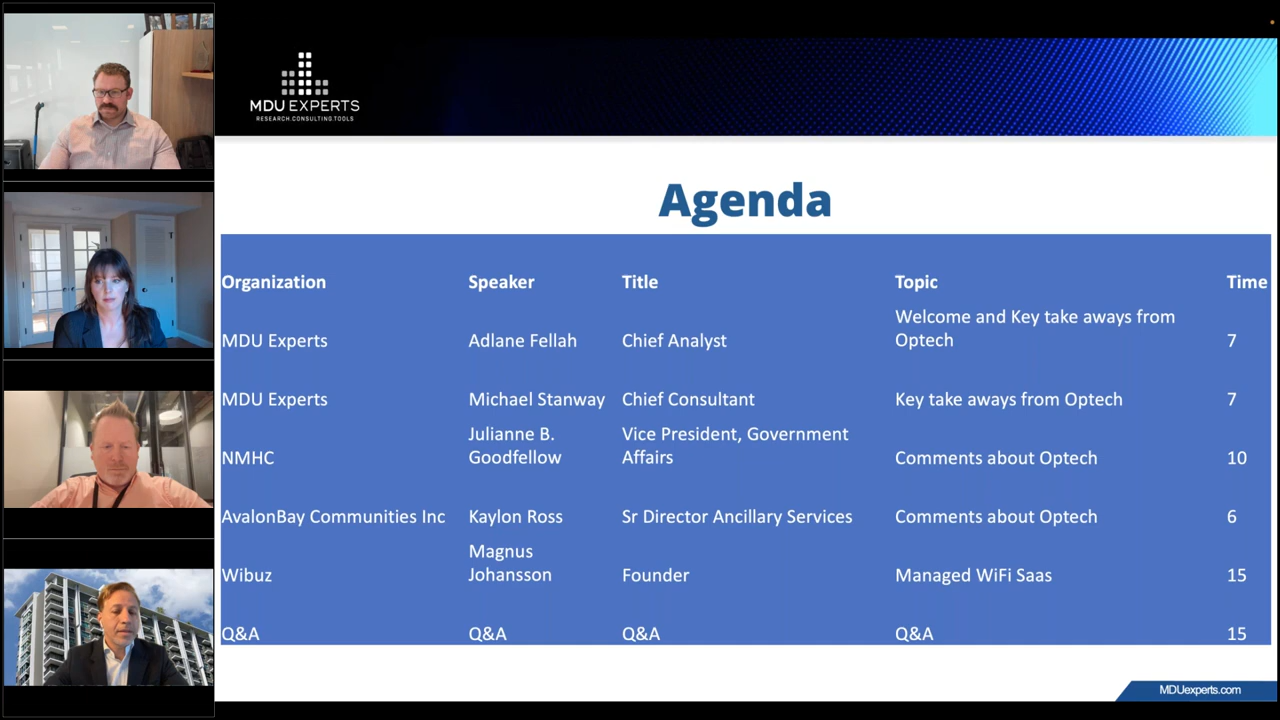 MDU EXPERTS
RESEARCH.CONSULTING.TOOLS
Agenda
Organization Speaker Title Topic Time
MDU Experts Adlane Fellah Chief Analyst Welcome and Key take aways from
Optech 7
MDU Experts Michael Stanway Chief Consultant Key take aways from Optech 7
NMHC Julianne B.
Goodfellow Vice President, Government
Affairs Comments about Optech 10
AvalonBay Communities Inc Kaylon Ross Sr Director Ancillary Services Comments about Optech 6
Wibuz Magnus
Johansson Founder Managed WiFi Saas 15
Q&A Q&A Q&A Q&A 15
MDUexperts.com